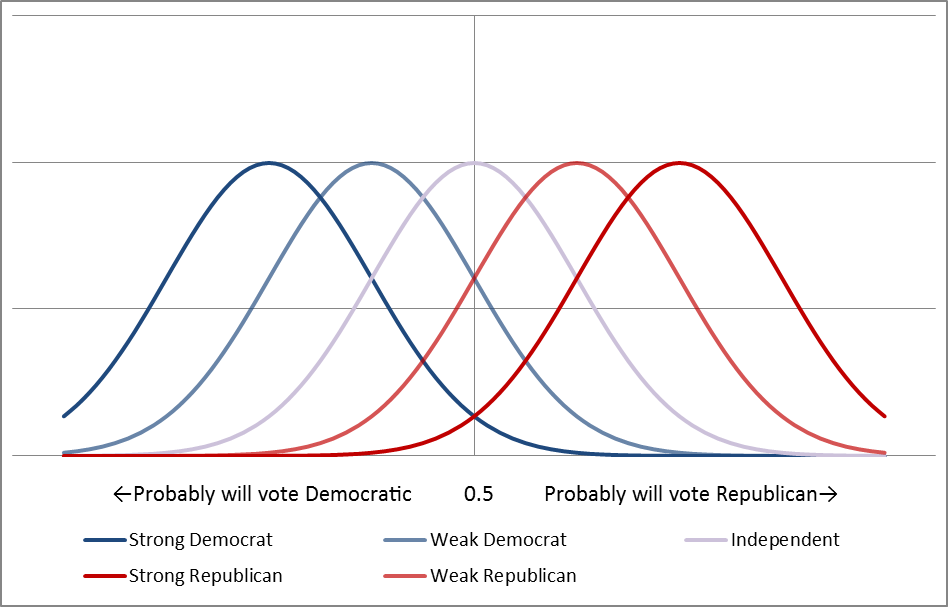 ←Probably will vote Democratic 0.5 Probably will vote Republican→
Strong Democrat Weak Democrat Independent
Strong Republican Weak Republican